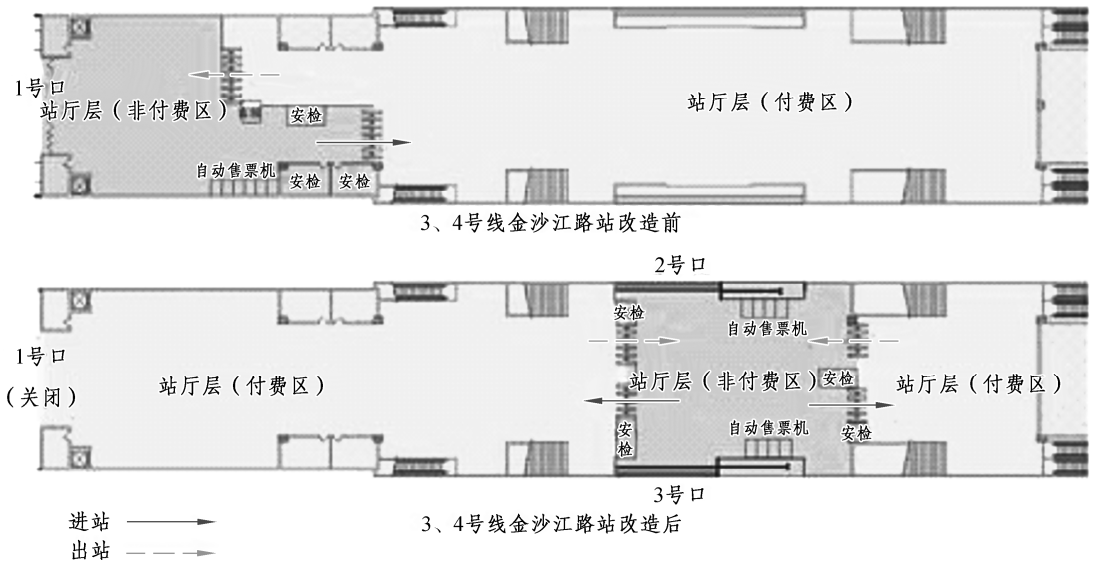 1号口
站厅层（非付费区）
安检
站厅层（付费区）
自动售票机
安检
安检
3、4号线金沙江路站改造前
2号口
安检
自动售票机
1号口
（关闭）
站厅层（付费区）
站厅层（非付费区）
安检
站厅层（付费区）
安检
自动售票机
安检
3号口
进站
出站
3、4号线金沙江路站改造后